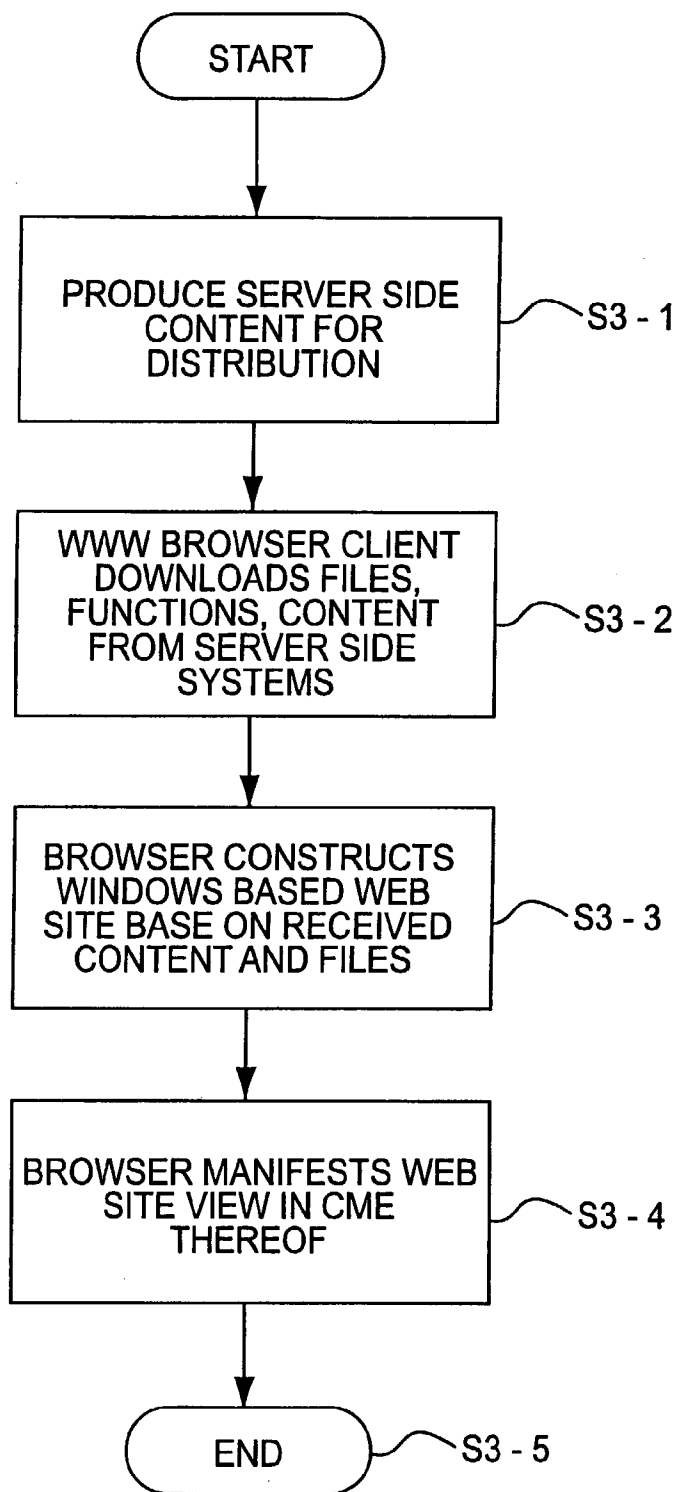 START
PRODUCE SERVER SIDE
CONTENT FOR
DISTRIBUTION
S3 - 1
WWW BROWSER CLIENT
DOWNLOADS FILES,
FUNCTIONS, CONTENT
FROM SERVER SIDE
SYSTEMS
S3 - 2
BROWSER CONSTRUCTS
WINDOWS BASED WEB
SITE BASE ON RECEIVED
CONTENT AND FILES
S3 - 3
BROWSER MANIFESTS WEB
SITE VIEW IN CME
THEREOF
S3 - 4
END
S3 - 5